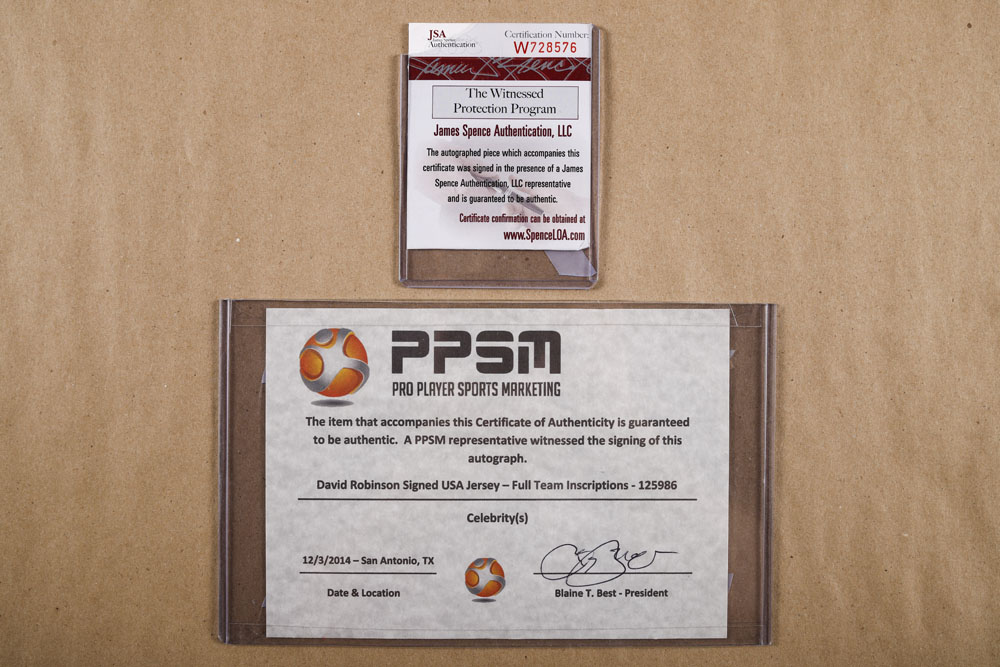 JSA
Authentication
Certification Number:
W728576
The Witnessed
Protection Program
James Spence Authentication, LLC
The autographed piece which accompanies this
certificate was signed in the presence of a James
Spence Authentication, LLC representative
and is guaranteed to be authentic.
Certificate confirmation can be obtained at
www.SpenceLOA.com
PPSM
PRO PLAYER SPORTS MARKETING
The item that accompanies this Certificate of Authenticity is guaranteed
to be authentic. A PPSM representative witnessed the signing of this
autograph.
David Robinson Signed USA Jersey – Full Team Inscriptions - 125986
Celebrity(s)
12/3/2014 – San Antonio, TX
Date & Location
Blaine T. Best - President